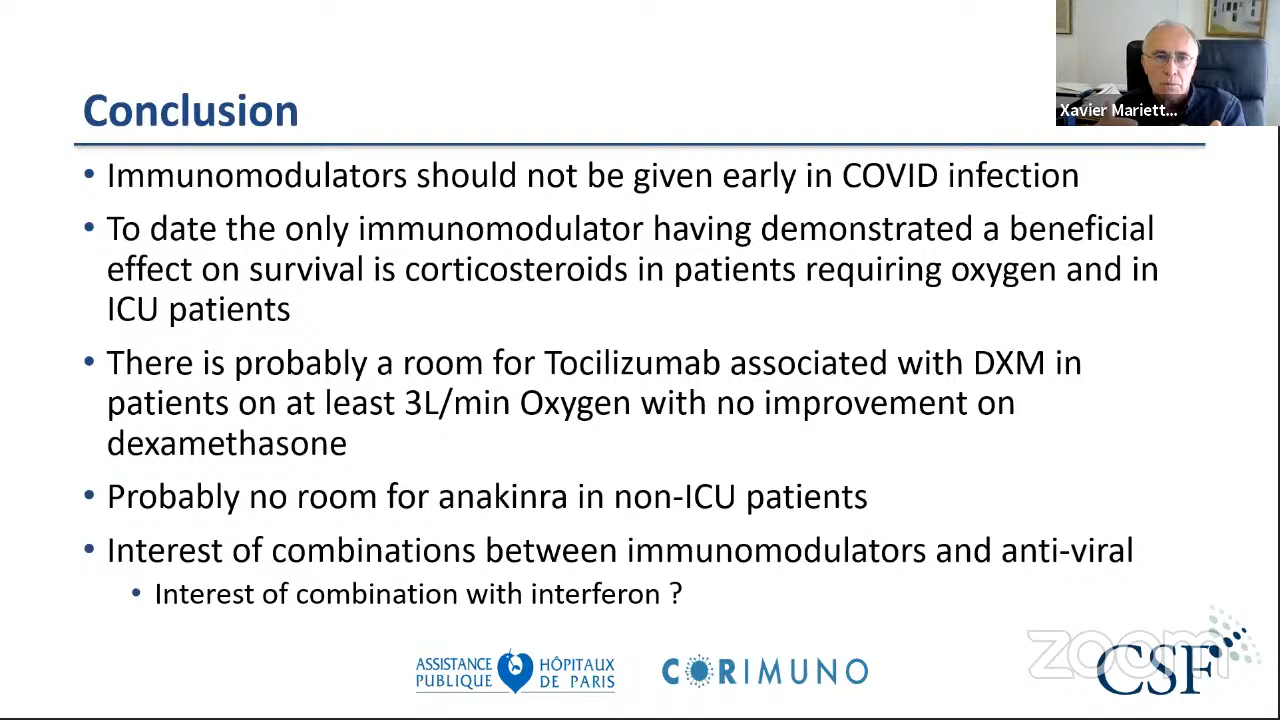 Xavier Mariett...
Conclusion
• Immunomodulators should not be given early in COVID infection
• To date the only immunomodulator having demonstrated a beneficial
effect on survival is corticosteroids in patients requiring oxygen and in
ICU patients
• There is probably a room for Tocilizumab associated with DXM in
patients on at least 3L/min Oxygen with no improvement on
dexamethasone
• Probably no room for anakinra in non-ICU patients
• Interest of combinations between immunomodulators and anti-viral
• Interest of combination with interferon ?
ASSISTANCE HÔPITAUX
PUBLIQUE DE PARIS
CORIMUNO
zoom
CSF